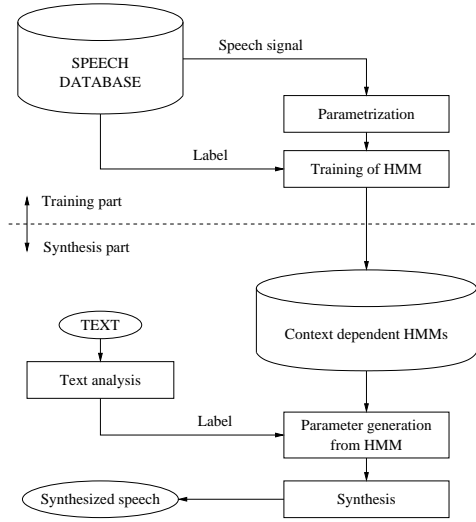 Speech signal
SPEECH
DATABASE
Parametrization
Label
Training of HMM
Training part
Synthesis part
Context dependent HMMs
TEXT
Text analysis
Label
Parameter generation
from HMM
Synthesized speech
Synthesis